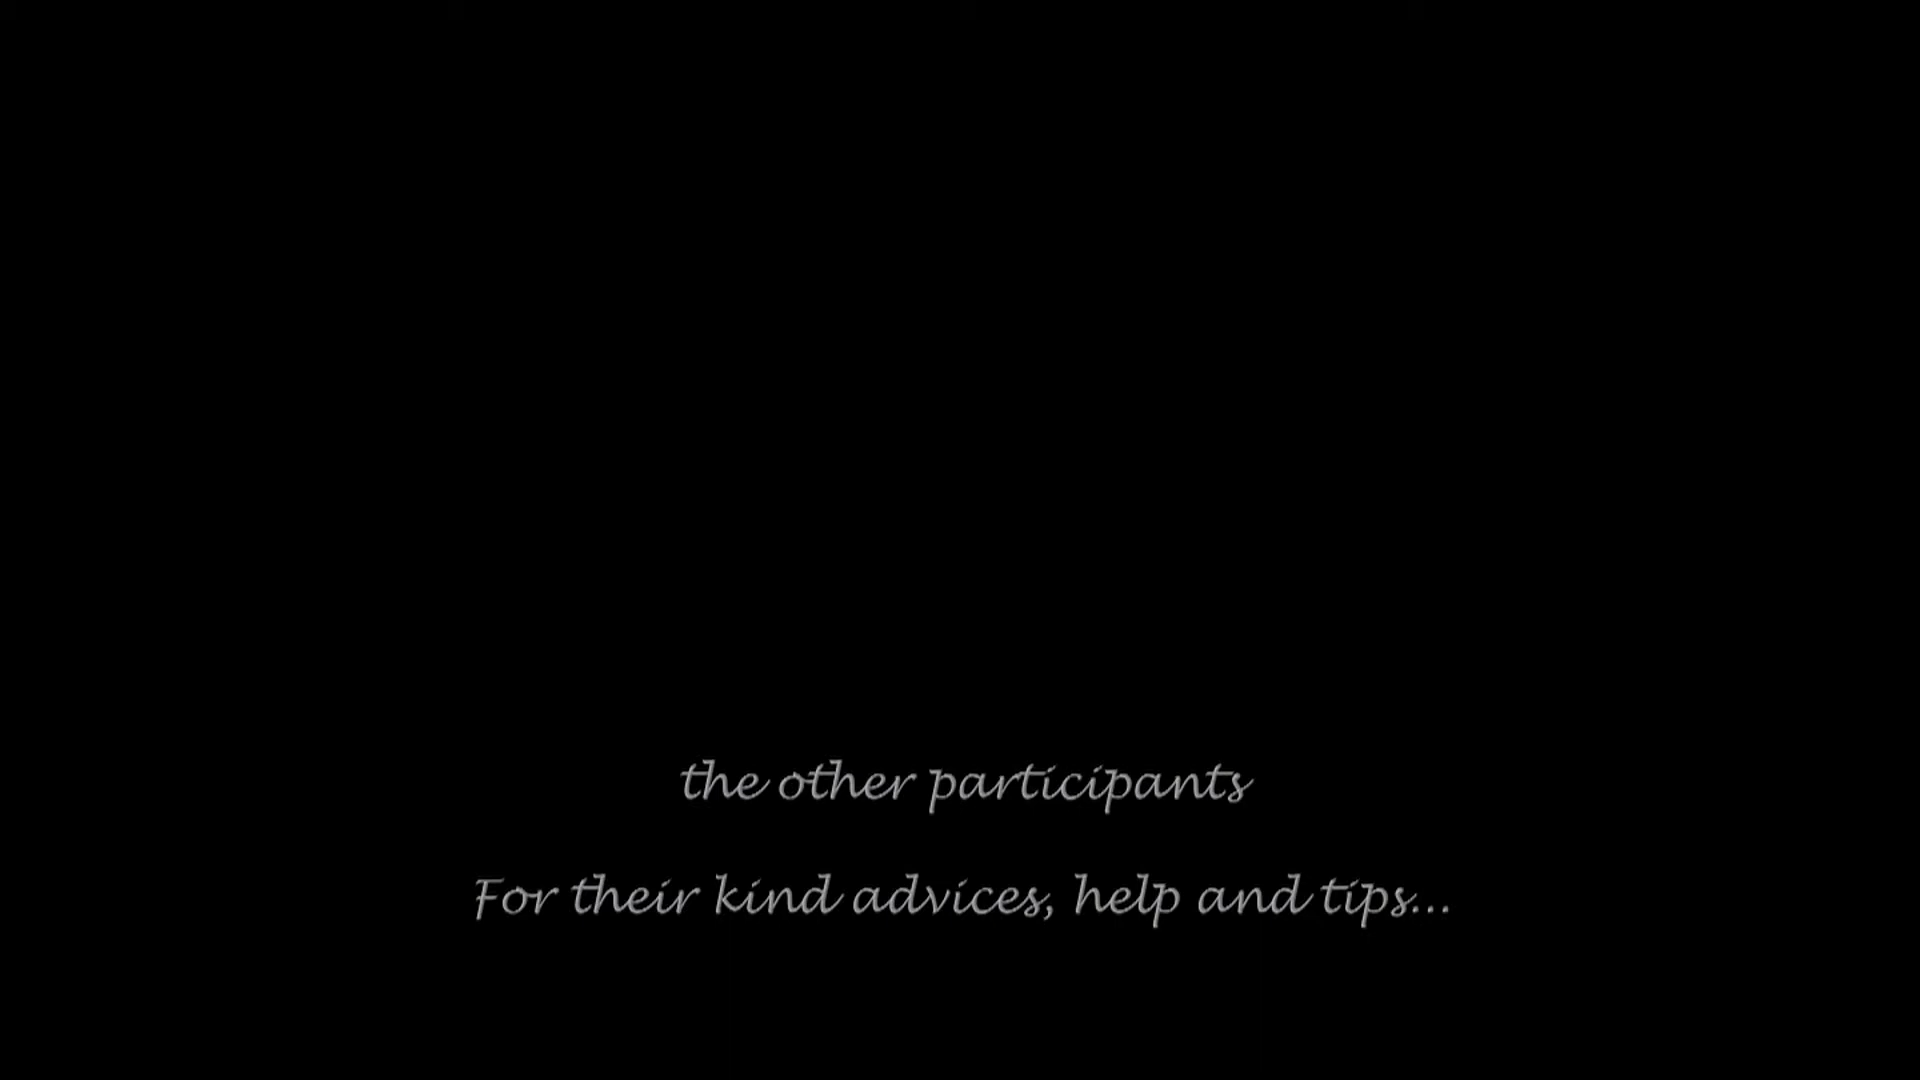 the other participants
For their kind advices, help and tips...